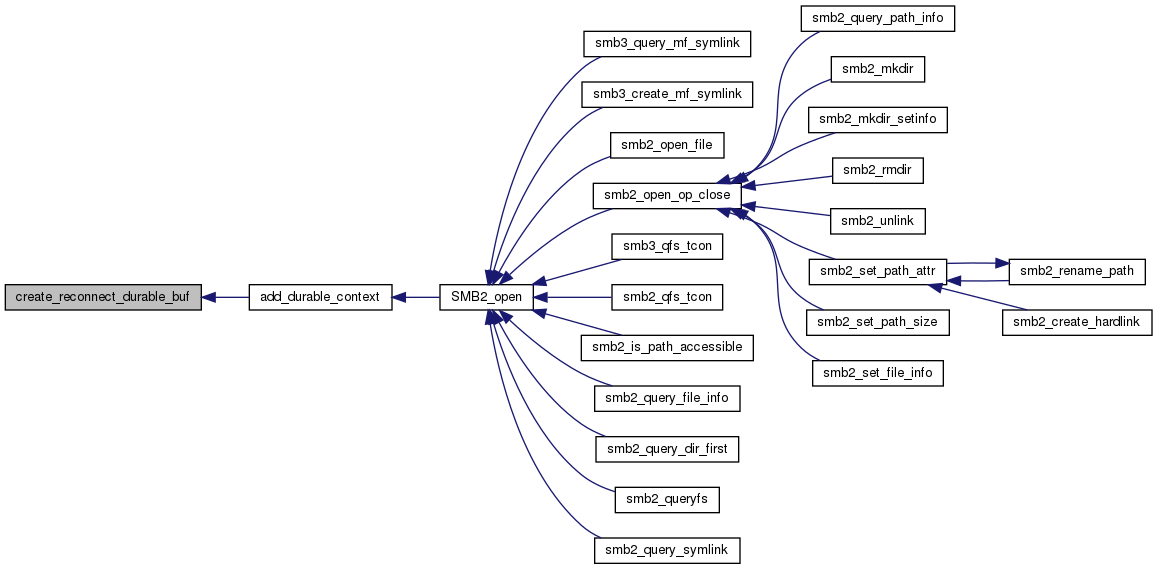 create_reconnect_durable_buf
add_durable_context
SMB2_open
smb3_query_mf_symlink
smb3_create_mf_symlink
smb2_open_file
smb2_open_op_close
smb3_qfs_tcon
smb2_qfs_tcon
smb2_is_path_accessible
smb2_query_file_info
smb2_query_dir_first
smb2_queryfs
smb2_query_symlink
smb2_query_path_info
smb2_mkdir
smb2_mkdir_setinfo
smb2_rmdir
smb2_unlink
smb2_set_path_attr
smb2_set_path_size
smb2_set_file_info
smb2_rename_path
smb2_create_hardlink